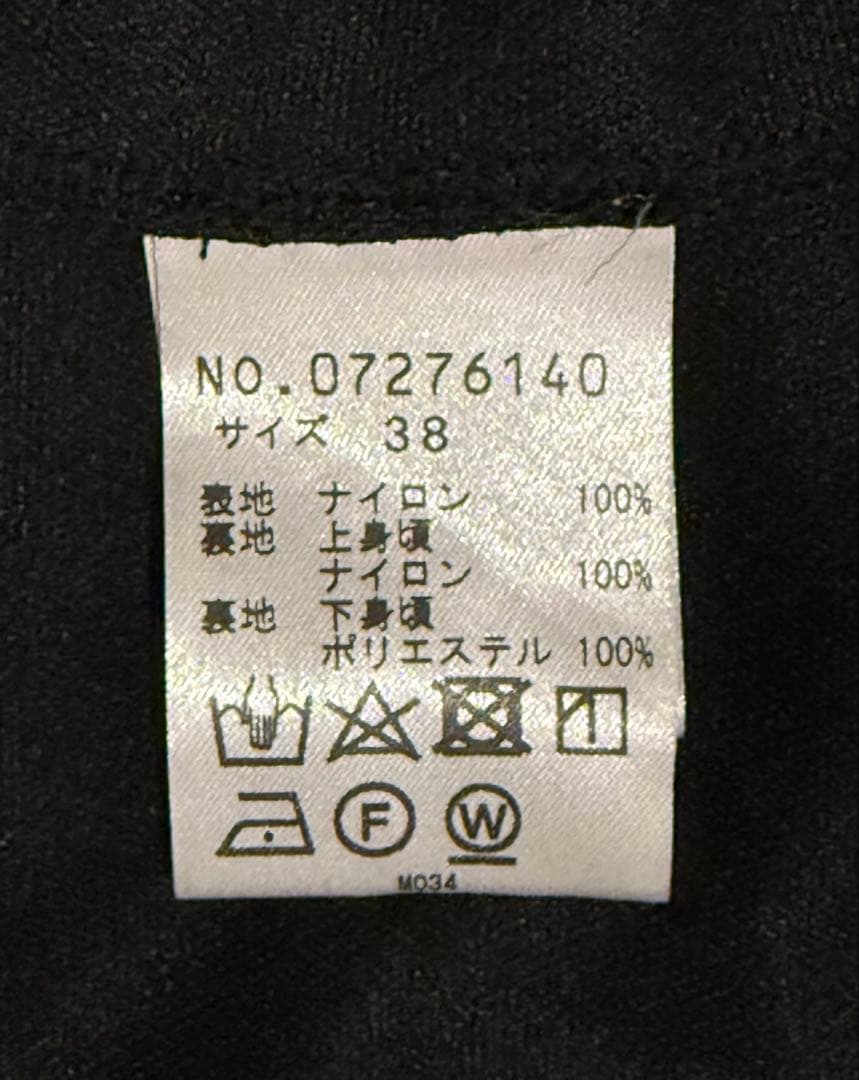 NO.07276140
サイズ 38
表地 ナイロン 100%
裏地 上身頃
ナイロン 100%
裏地 下身頃
ポリエステル 100%
F W
M034